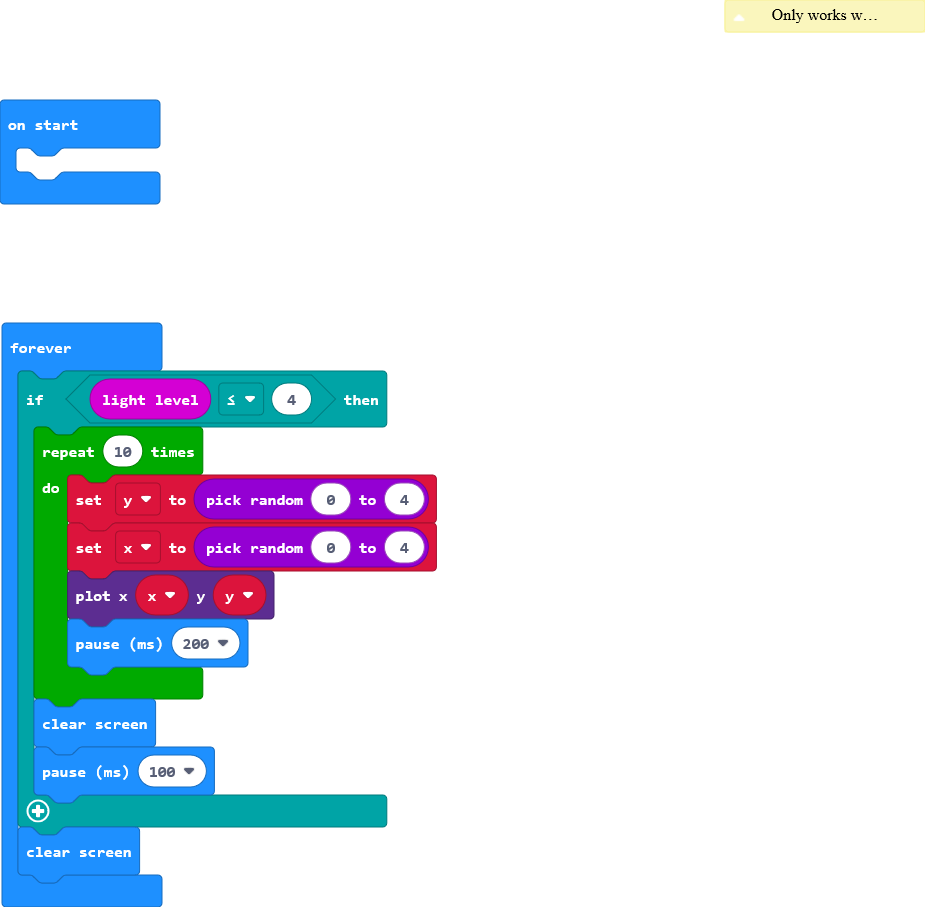 Only works w...
on start
forever
if light level ≤ 4 then
repeat 10 times
do set y to pick random 0 to 4
set x to pick random 0 to 4
plot x x y y
pause (ms) 200
clear screen
pause (ms) 100
clear screen